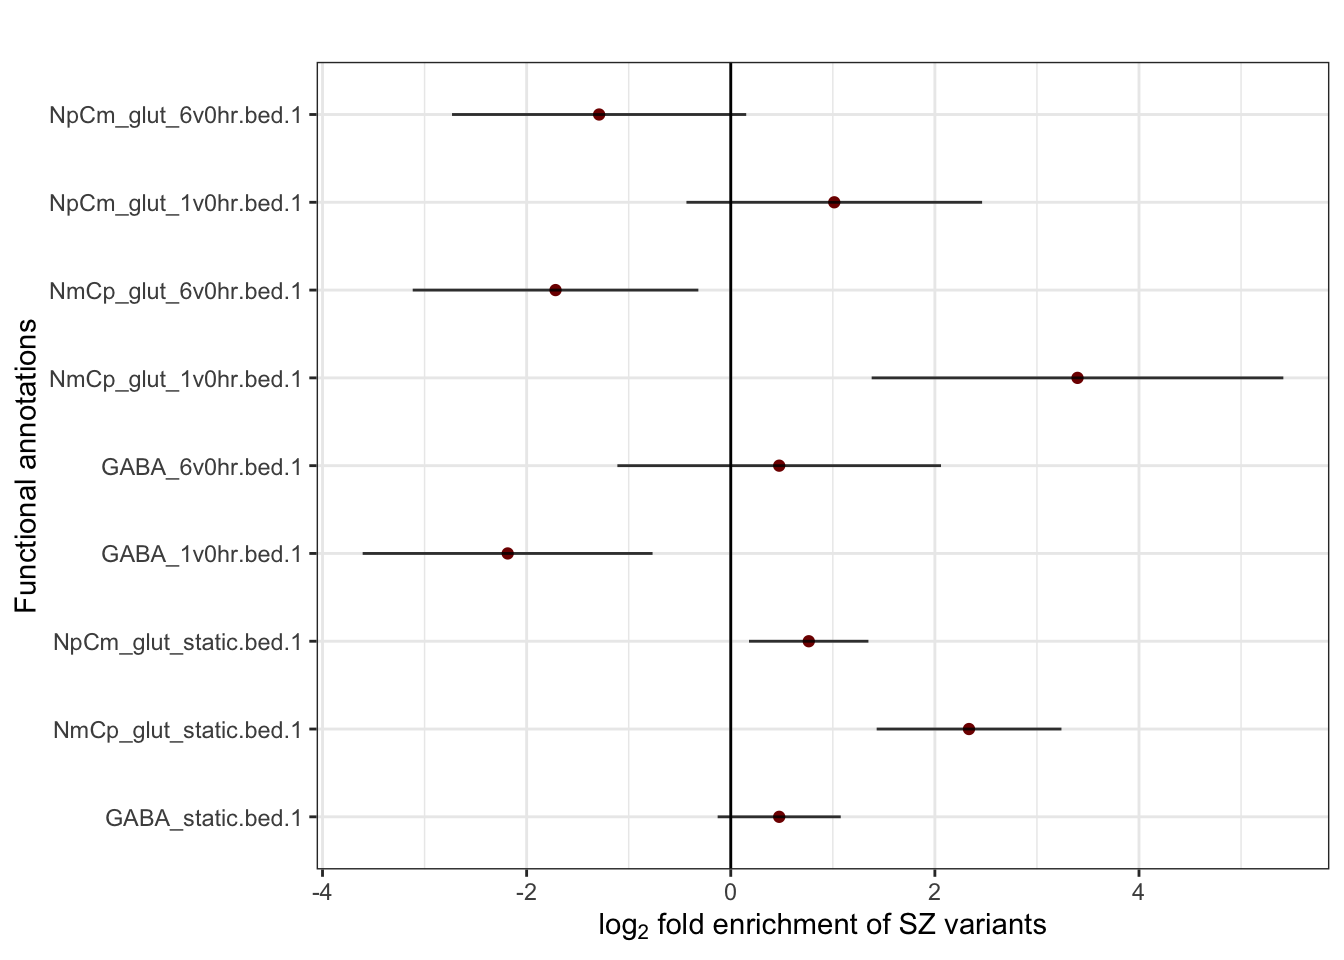 Functional annotations
NpCm_glut_6v0hr.bed.1
NpCm_glut_1v0hr.bed.1
NmCp_glut_6v0hr.bed.1
NmCp_glut_1v0hr.bed.1
GABA_6v0hr.bed.1
GABA_1v0hr.bed.1
NpCm_glut_static.bed.1
NmCp_glut_static.bed.1
GABA_static.bed.1
-4 -2 0 2 4
log₂ fold enrichment of SZ variants